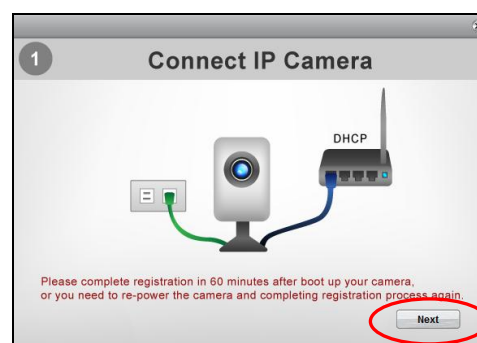 1
Connect IP Camera
DHCP
Please complete registration in 60 minutes after boot up your camera,
or you need to re-power the camera and completing registration process again.
Next